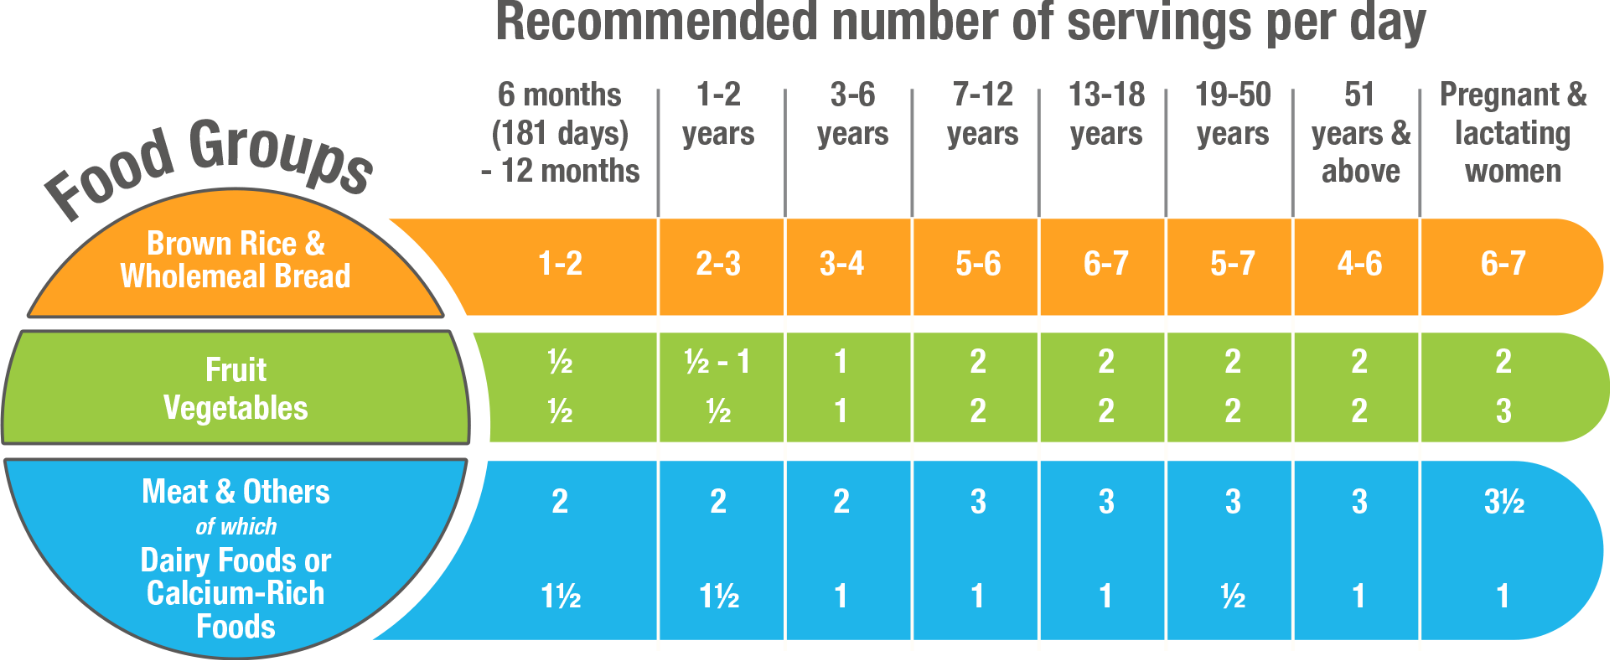 Recommended number of servings per day
Food Groups
6 months
(181 days)
- 12 months
1-2
years
3-6
years
7-12
years
13-18
years
19-50
years
51
years &
above
Pregnant &
lactating
women
Brown Rice &
Wholemeal Bread
1-2 2-3 3-4 5-6 6-7 5-7 4-6 6-7
Fruit
½ ½ - 1 1 2 2 2 2 2
Vegetables
½ ½ 1 2 2 2 2 3
Meat & Others
2 2 2 3 3 3 3 3½
of which
Dairy Foods or
Calcium-Rich
Foods
1½ 1½ 1 1 1 ½ 1 1